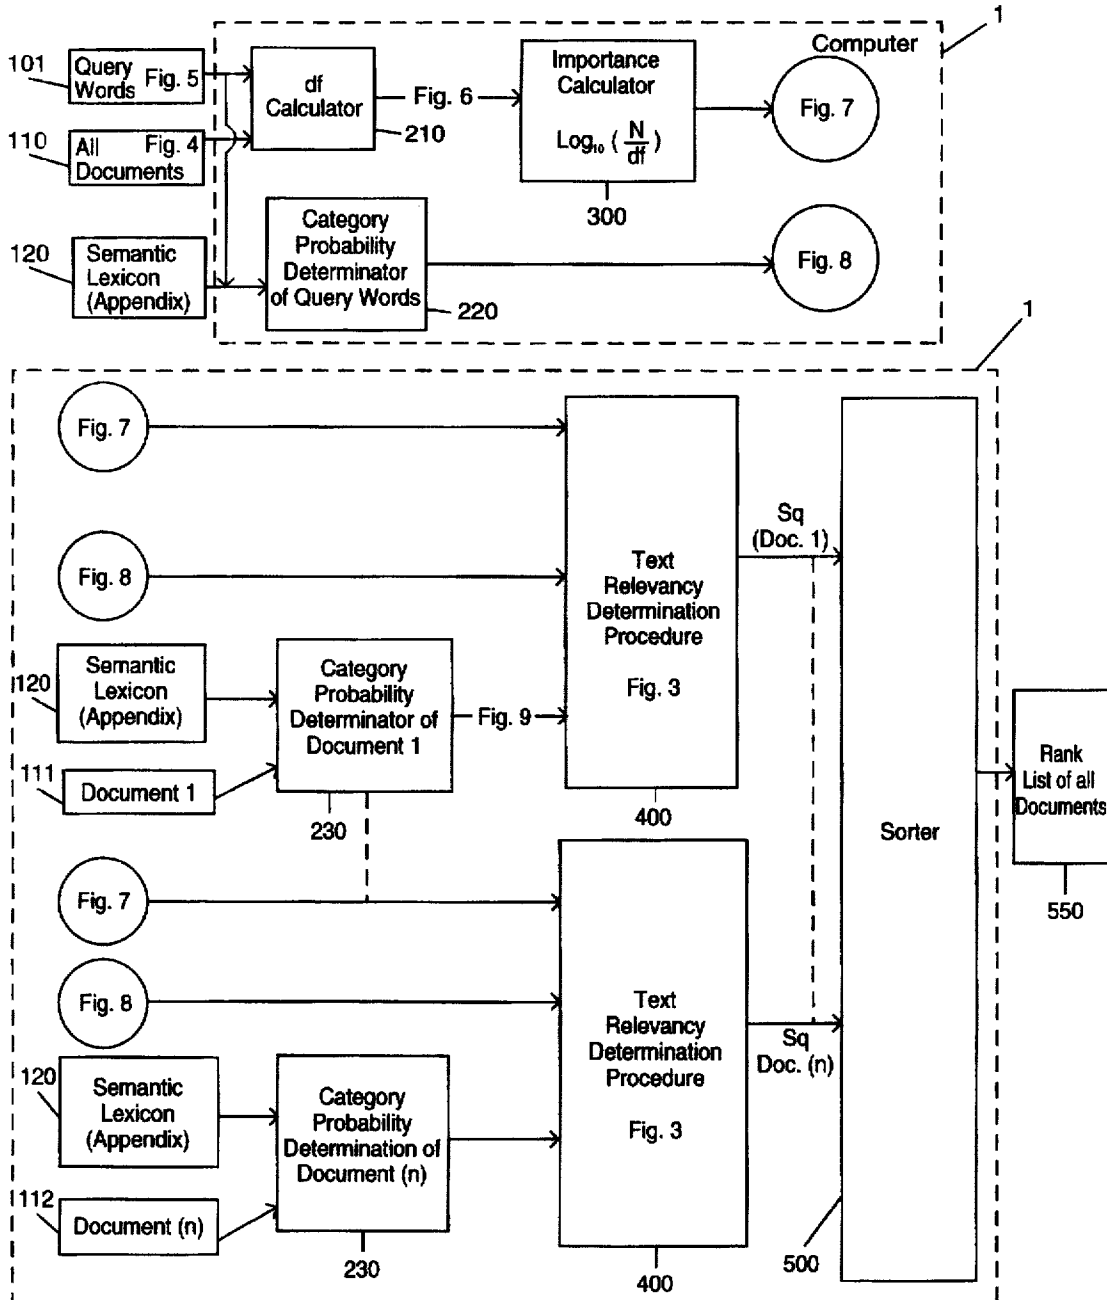 1
Computer
101
Query
Words
Fig. 5
110
Fig. 4
All
Documents
df
Calculator
210
Fig. 6
Importance
Calculator
Log₁₀ ( N
df )
300
Fig. 7
120
Semantic
Lexicon
(Appendix)
Category
Probability
Determinator
of Query Words
220
Fig. 8
1
Fig. 7
Fig. 8
120
Semantic
Lexicon
(Appendix)
111
Document 1
Category
Probability
Determinator of
Document 1
230
Fig. 9
Text
Relevancy
Determination
Procedure
Fig. 3
400
Sq
(Doc. 1)
Fig. 7
Fig. 8
120
Semantic
Lexicon
(Appendix)
112
Document (n)
Category
Probability
Determination of
Document (n)
230
Text
Relevancy
Determination
Procedure
Fig. 3
400
Sq
Doc. (n)
Sorter
500
Rank
List of all
Documents
550